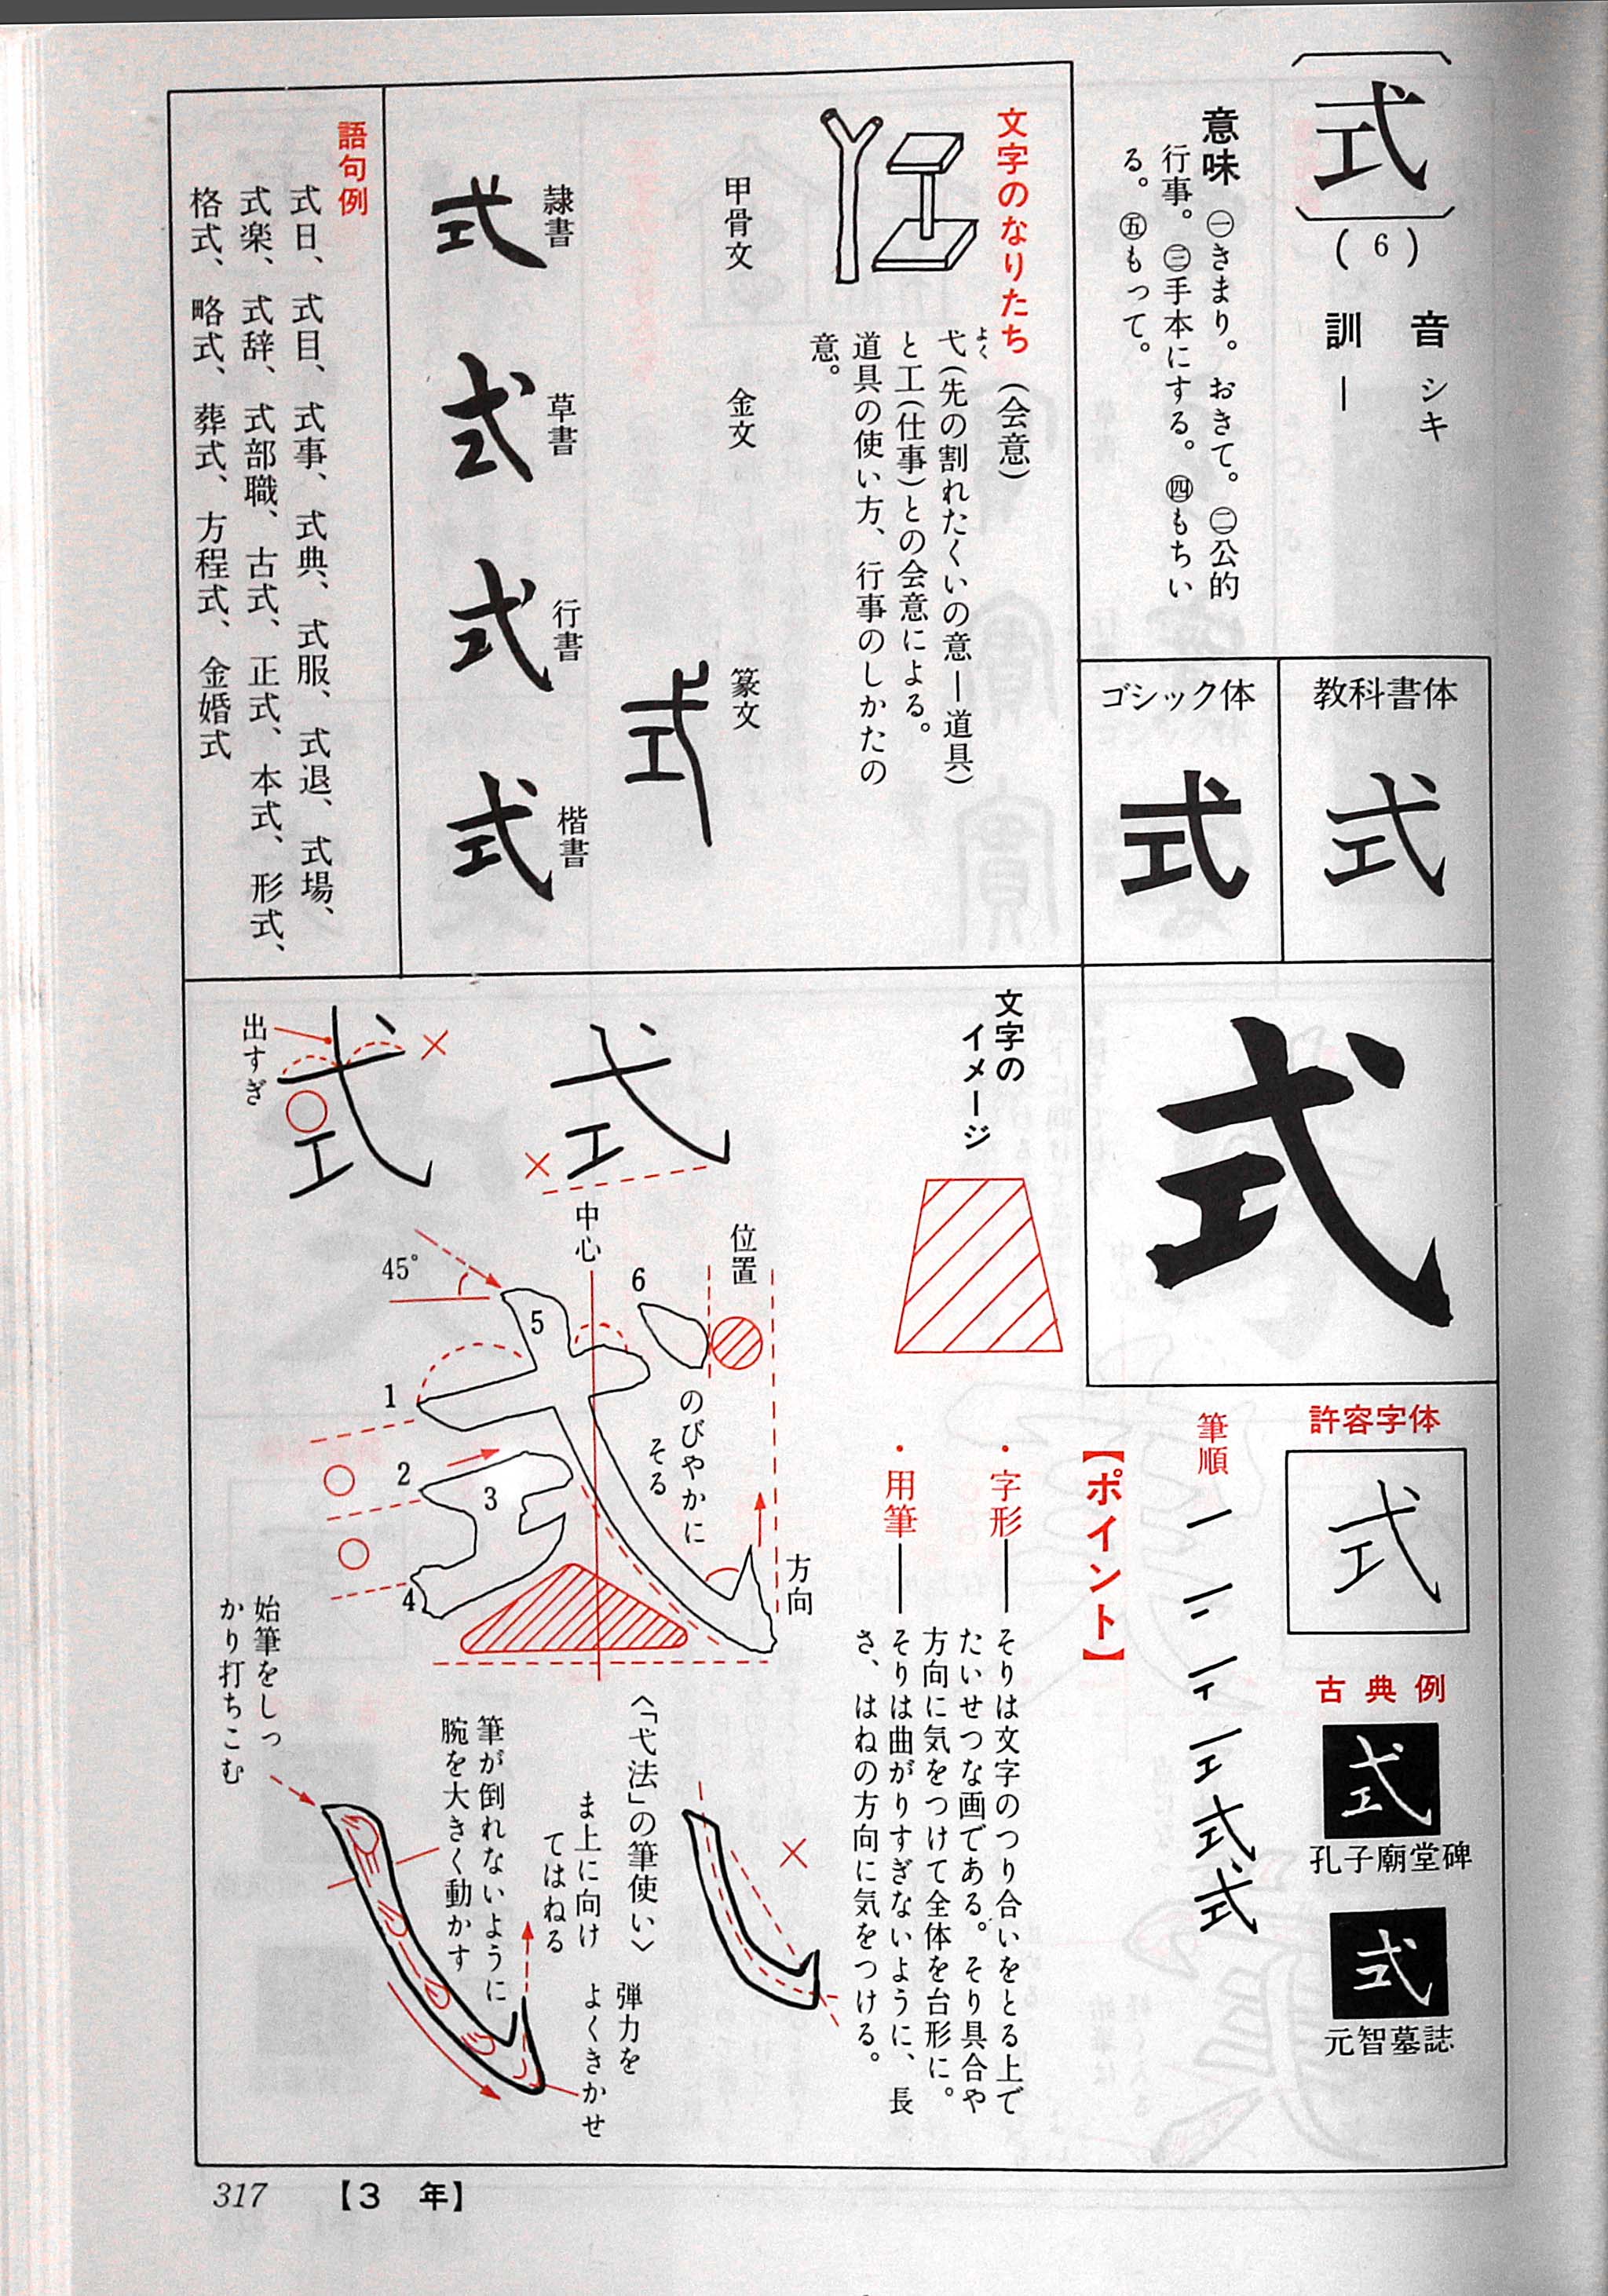 〔式〕(6)
音 シキ
訓 ―
意味 ㊀きまり。おきて。㊁公的
行事。㊂手本にする。㊃もちい
る。㊄もって。
教科書体
式
ゴシック体
式
文字のなりたち (会意)
弋(先の割れたくいの意―道具)
よく
と工(仕事)との会意による。
道具の使い方、行事のしかたの
意。
甲骨文
金文
篆文
式
隷書
式
草書
式
行書
式
楷書
式
語句例
式日、式目、式事、式典、式服、式退、式場、
式楽、式辞、式部職、古式、正式、本式、形式、
格式、略式、葬式、方程式、金婚式
式
許容字体
式
古典例
式
孔子廟堂碑
式
元智墓誌
筆順
式
【ポイント】
・字形――そりは文字のつり合いをとる上で
たいせつな画である。そり具合や
方向に気をつけて全体を台形に。
・用筆――そりは曲がりすぎないように、長
さ、はねの方向に気をつける。
文字の
イメージ
式
×
式
×
出すぎ
中心
位置
方向
45°
1
2
3
4
5
6
のびやかに
そる
〈「弋法」の筆使い〉
×
弾力を
よくきかせ
ま上に向け
てはねる
筆が倒れないように
腕を大きく動かす
始筆をしっ
かり打ちこむ
317
【3 年】